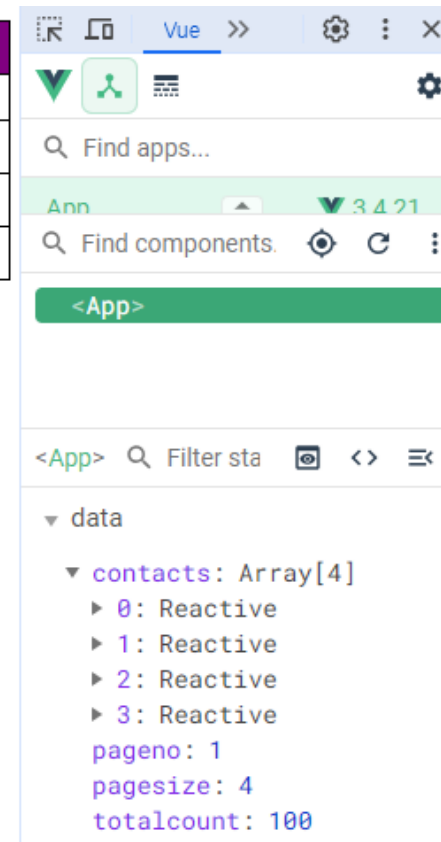 Vue
Find apps...
App 3.4.21
Find components.
<App>
<App> Filter sta
data
contacts: Array[4]
0: Reactive
1: Reactive
2: Reactive
3: Reactive
pageno: 1
pagesize: 4
totalcount: 100